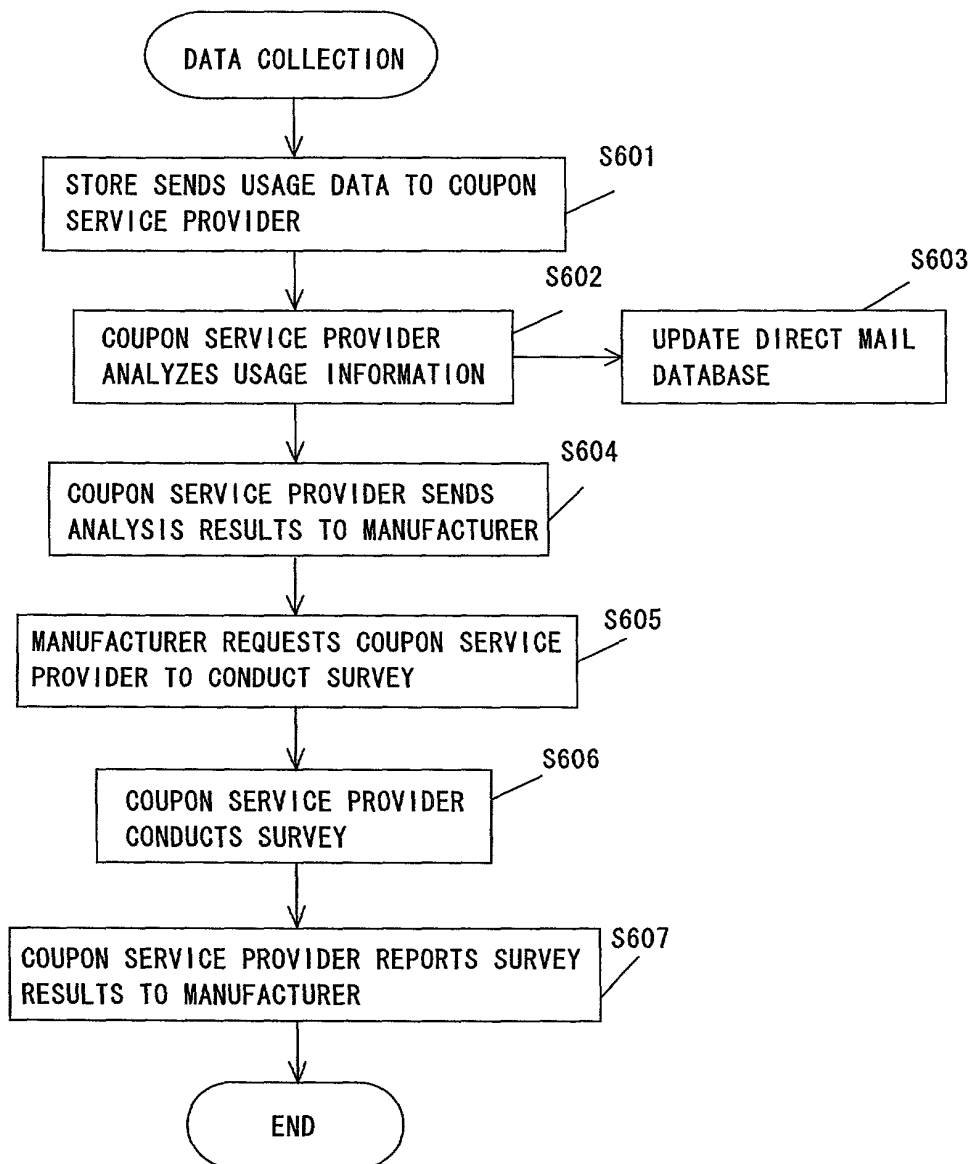 DATA COLLECTION
S601
STORE SENDS USAGE DATA TO COUPON
SERVICE PROVIDER
S602
COUPON SERVICE PROVIDER
ANALYZES USAGE INFORMATION
S603
UPDATE DIRECT MAIL
DATABASE
S604
COUPON SERVICE PROVIDER SENDS
ANALYSIS RESULTS TO MANUFACTURER
S605
MANUFACTURER REQUESTS COUPON SERVICE
PROVIDER TO CONDUCT SURVEY
S606
COUPON SERVICE PROVIDER
CONDUCTS SURVEY
S607
COUPON SERVICE PROVIDER REPORTS SURVEY
RESULTS TO MANUFACTURER
END